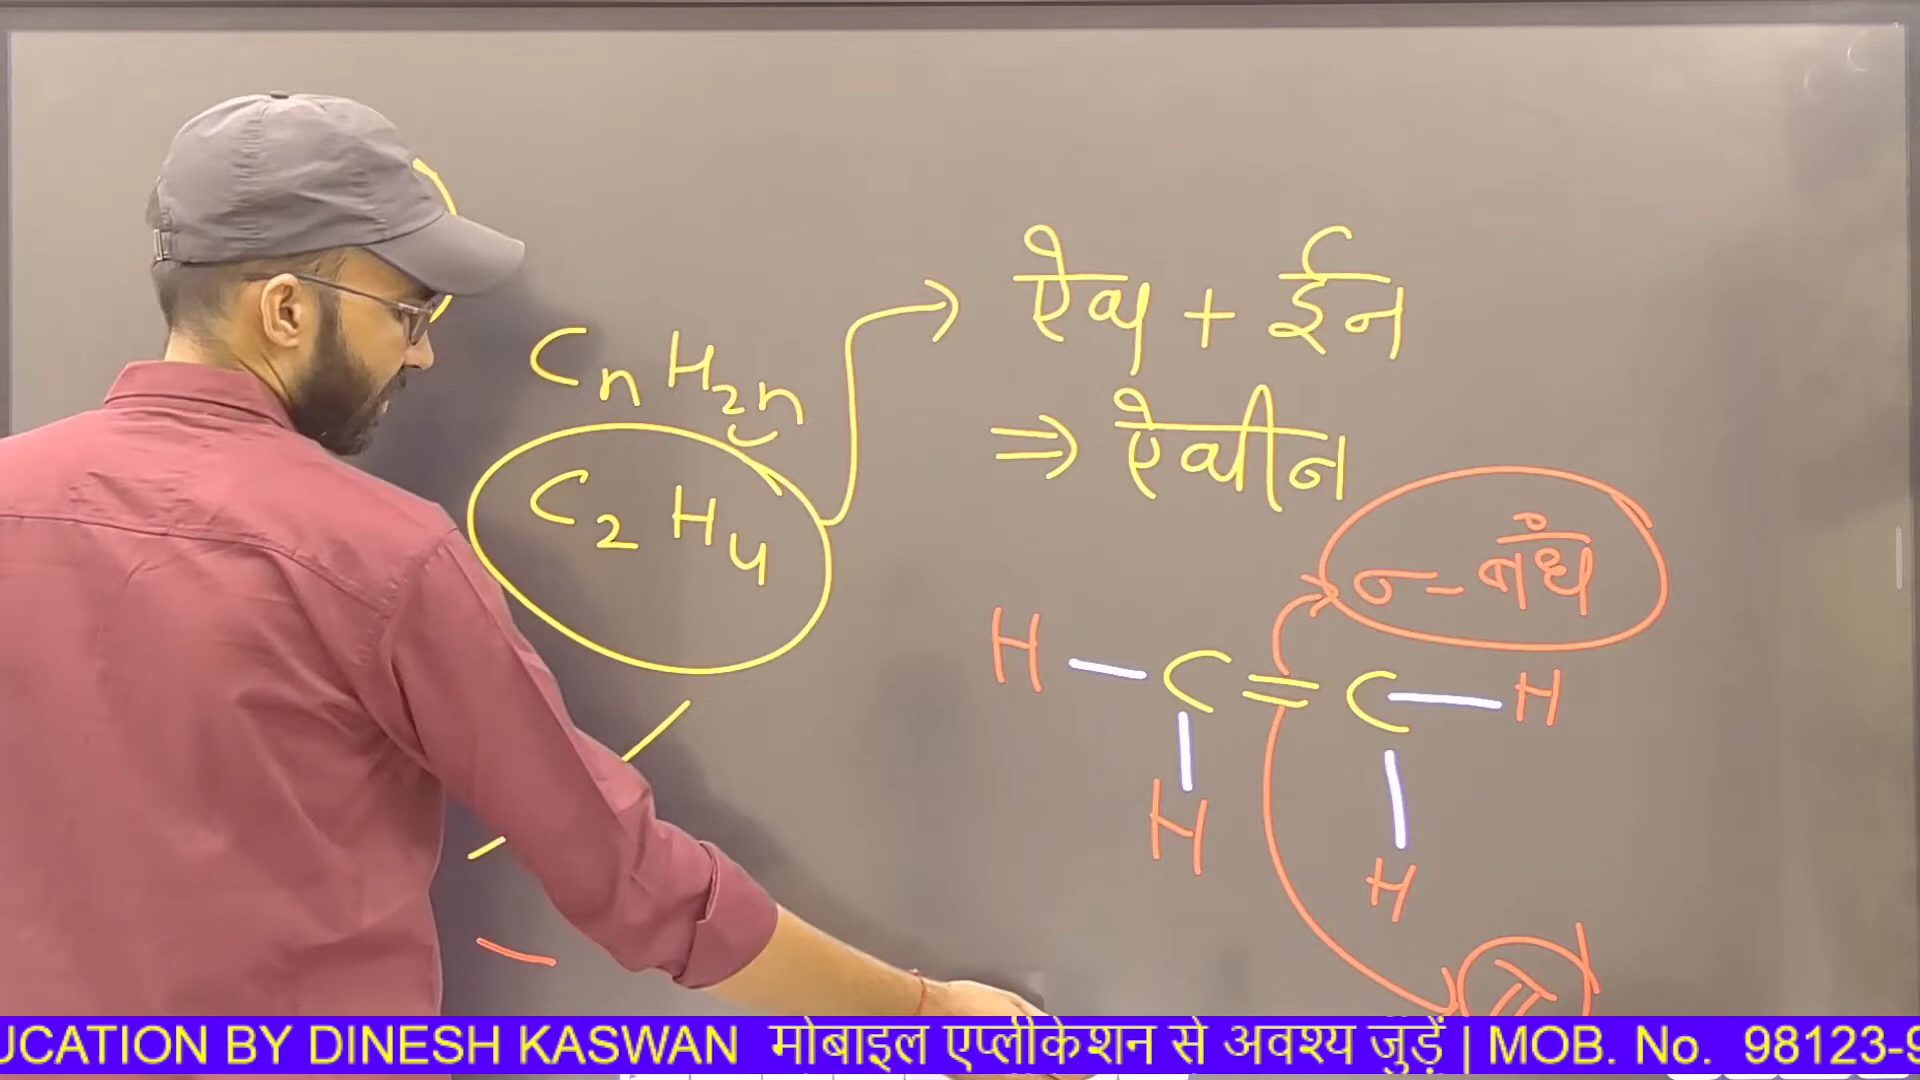 CnH2n
C2H4
ऐथ + ईन
⇒ ऐथीन
σ-बंध
H-C=C-H
H H
π
UCATION BY DINESH KASWAN मोबाइल एप्लीकेशन से अवश्य जुड़ें | MOB. No. 98123-9